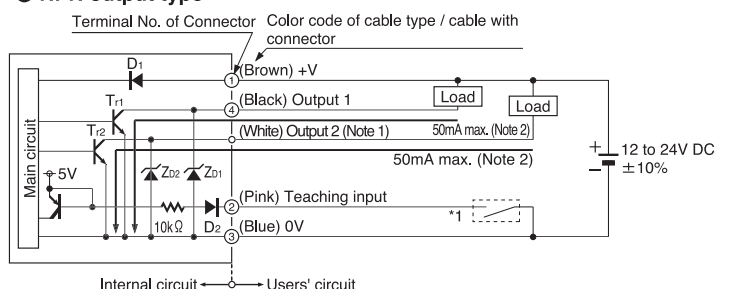 Terminal No. of Connector
Color code of cable type / cable with
connector
D1
1
(Brown) +V
Tr1
4
(Black) Output 1
Load
Load
Tr2
(White) Output 2 (Note 1)
50mA max. (Note 2)
50mA max. (Note 2)
Main circuit
5V
ZD2
ZD1
+
−
12 to 24V DC
±10%
2
(Pink) Teaching input
*1
10kΩ
D2
3
(Blue) 0V
Internal circuit
Users' circuit